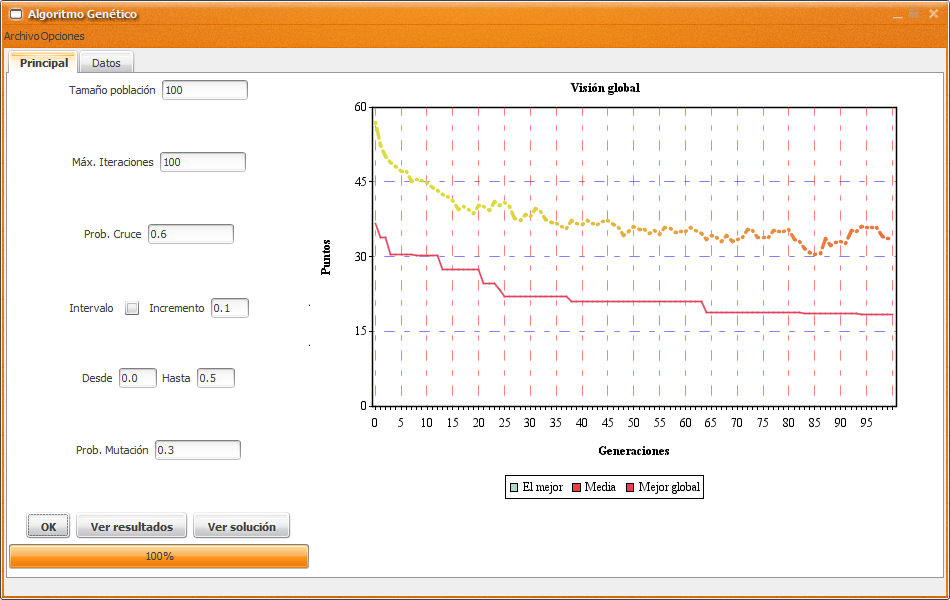 Algoritmo Genético
Archivo Opciones
Principal Datos
Tamaño población 100
Máx. Iteraciones 100
Prob. Cruce 0.6
Intervalo Incremento 0.1
Desde 0.0 Hasta 0.5
Prob. Mutación 0.3
OK Ver resultados Ver solución
100%
Visión global
Puntos
60
45
30
15
0
0 5 10 15 20 25 30 35 40 45 50 55 60 65 70 75 80 85 90 95
Generaciones
El mejor Media Mejor global